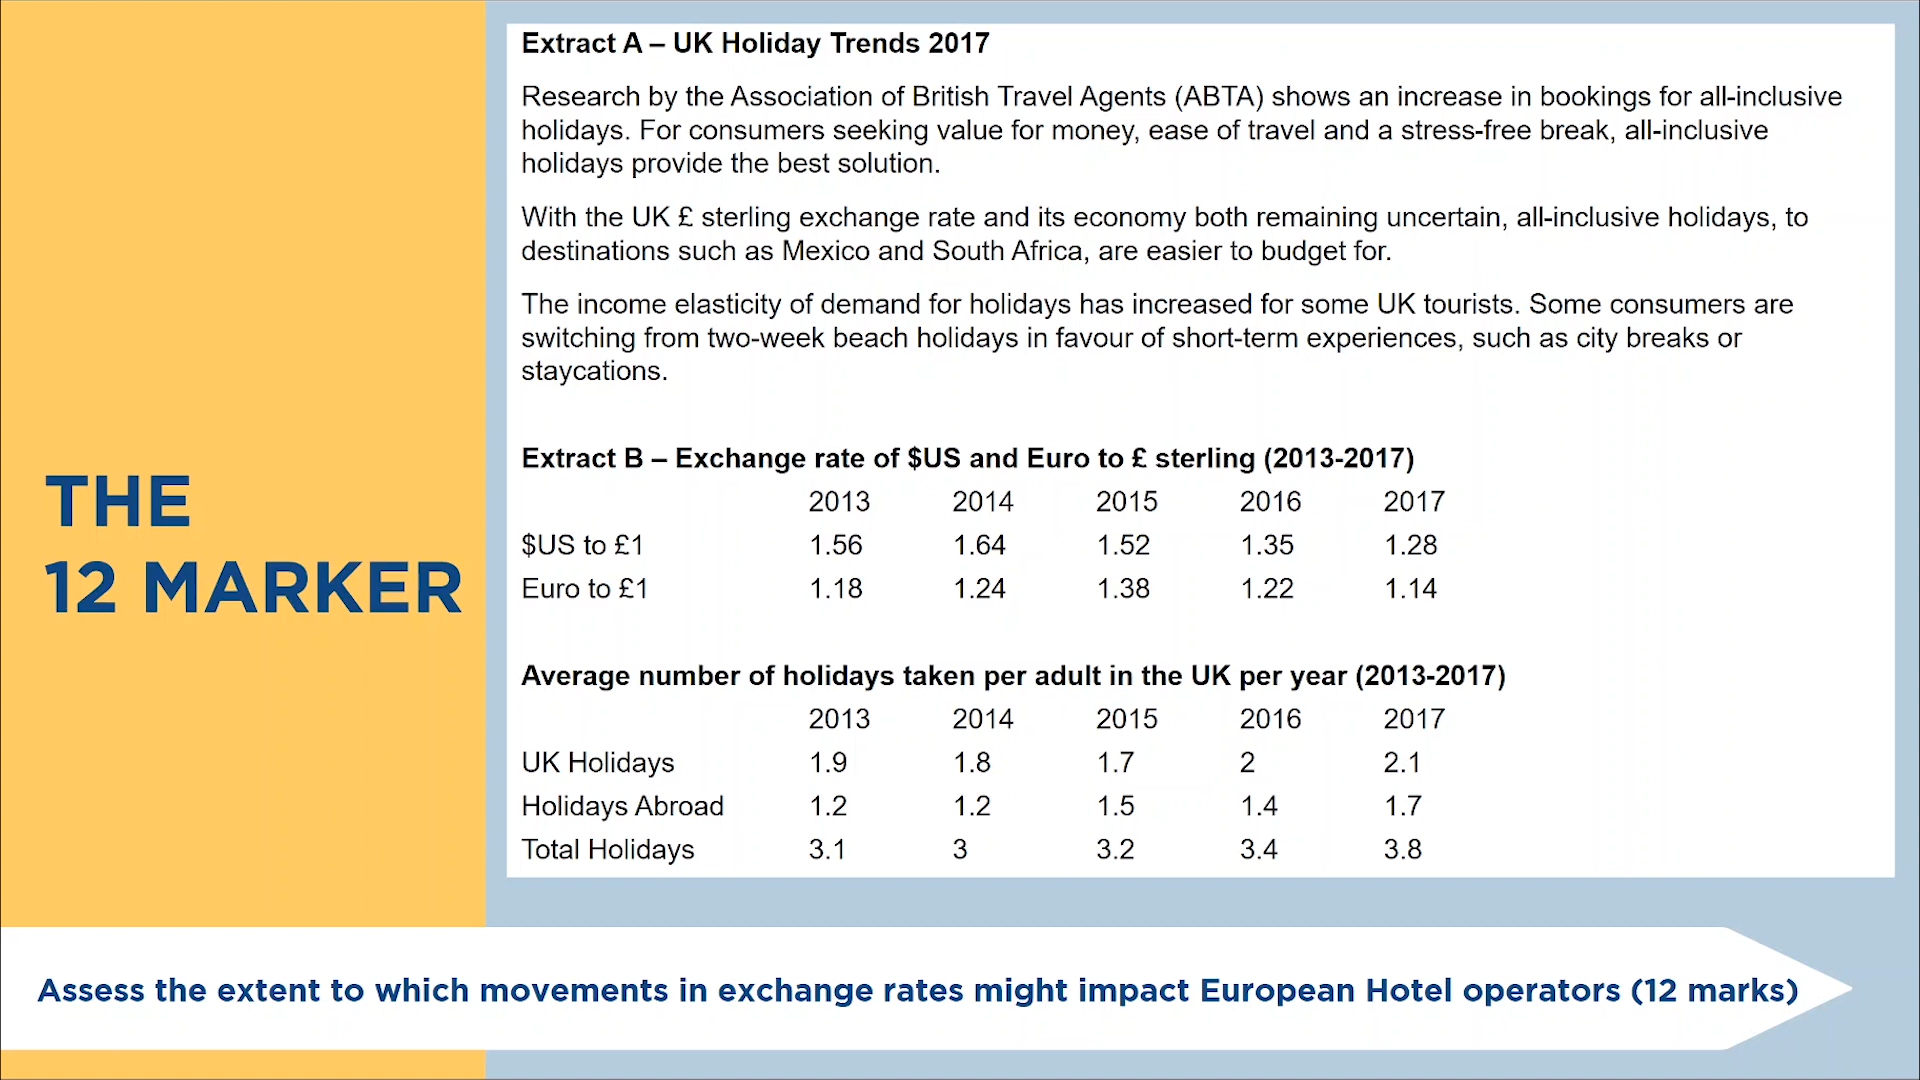 THE
12 MARKER
Extract A – UK Holiday Trends 2017
Research by the Association of British Travel Agents (ABTA) shows an increase in bookings for all-inclusive
holidays. For consumers seeking value for money, ease of travel and a stress-free break, all-inclusive
holidays provide the best solution.
With the UK £ sterling exchange rate and its economy both remaining uncertain, all-inclusive holidays, to
destinations such as Mexico and South Africa, are easier to budget for.
The income elasticity of demand for holidays has increased for some UK tourists. Some consumers are
switching from two-week beach holidays in favour of short-term experiences, such as city breaks or
staycations.
Extract B – Exchange rate of $US and Euro to £ sterling (2013-2017)
2013 2014 2015 2016 2017
$US to £1 1.56 1.64 1.52 1.35 1.28
Euro to £1 1.18 1.24 1.38 1.22 1.14
Average number of holidays taken per adult in the UK per year (2013-2017)
2013 2014 2015 2016 2017
UK Holidays 1.9 1.8 1.7 2 2.1
Holidays Abroad 1.2 1.2 1.5 1.4 1.7
Total Holidays 3.1 3 3.2 3.4 3.8
Assess the extent to which movements in exchange rates might impact European Hotel operators (12 marks)